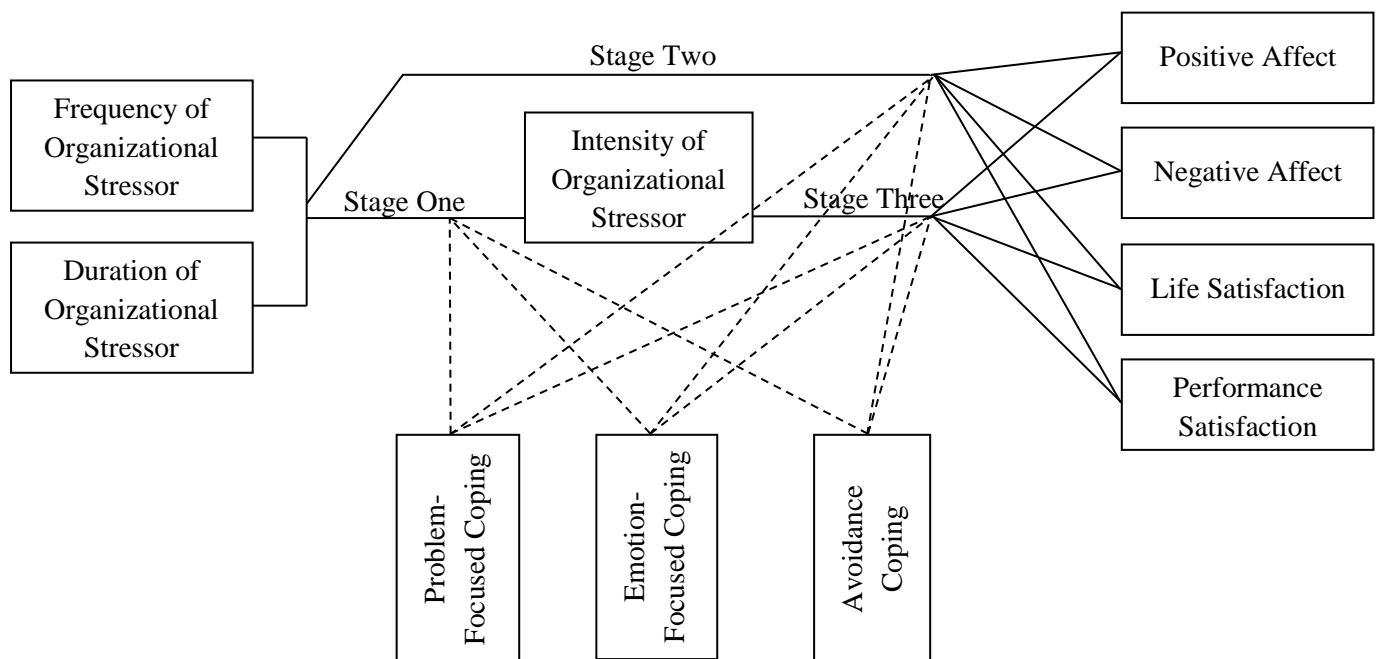 Stage Two
Positive Affect
Frequency of
Organizational
Stressor
Intensity of
Organizational
Stressor
Negative Affect
Stage One
Stage Three
Duration of
Organizational
Stressor
Life Satisfaction
Performance
Satisfaction
Problem-
Focused Coping
Emotion-
Focused Coping
Avoidance
Coping